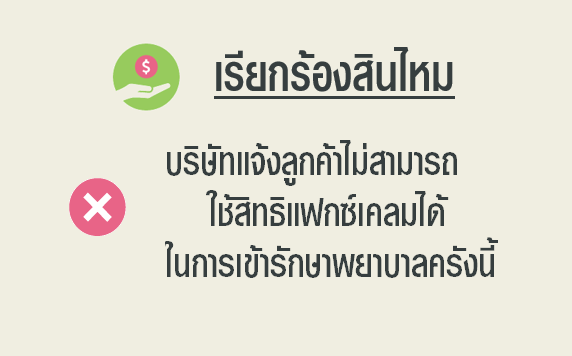 $
เรียกร้องสินไหม
บริษัทแจ้งลูกค้าไม่สามารถ
ใช้สิทธิแฟกซ์เคลมได้
ในการเข้ารักษาพยาบาลครังนี้